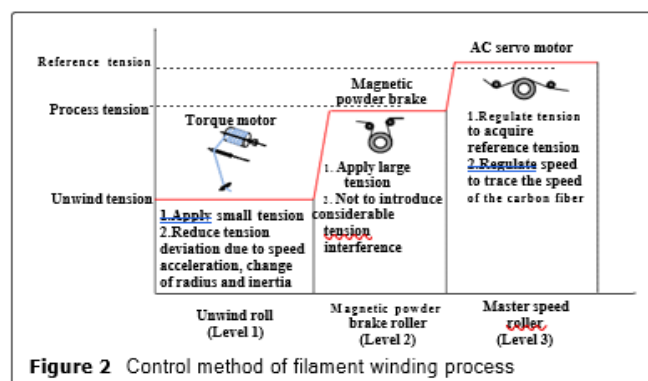 AC servo motor
Reference tension
Magnetic
powder brake
Process tension
Torque motor
1.Regulate tension
to acquire
reference tension
2.Regulate speed
to trace the speed
of the carbon fiber
1. Apply large
tension
2. Not to introduce
considerable
tension
interference
Unwind tension
1.Apply small tension
2.Reduce tension
deviation due to speed
acceleration, change
of radius and inertia
Unwind roll
(Level 1)
Magnetic powder
brake roller
(Level 2)
Master speed
roller
(Level 3)
Figure 2 Control method of filament winding process